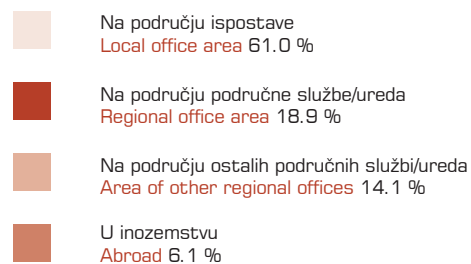 Na području ispostave
Local office area 61.0 %
Na području područne službe/ureda
Regional office area 18.9 %
Na području ostalih područnih službi/ureda
Area of other regional offices 14.1 %
U inozemstvu
Abroad 6.1 %